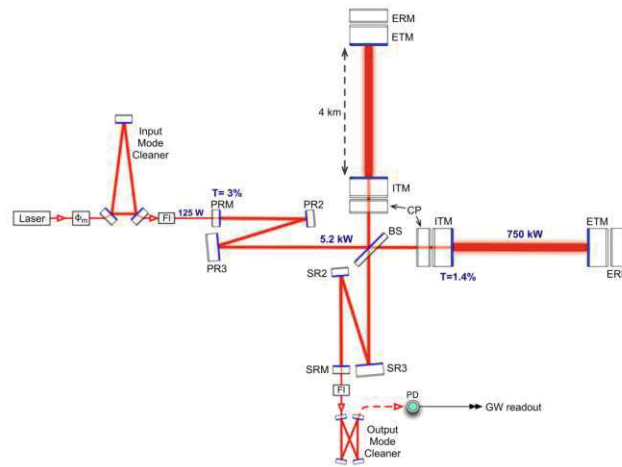 ERM
ETM
4 km
Input
Mode
Cleaner
ITM
T= 3%
PRM
PR2
CP
Laser
Φm
FI
125 W
BS
ITM
ETM
5.2 kW
750 kW
PR3
SR2
T=1.4%
ER
SRM
SR3
FI
PD
GW readout
Output
Mode
Cleaner